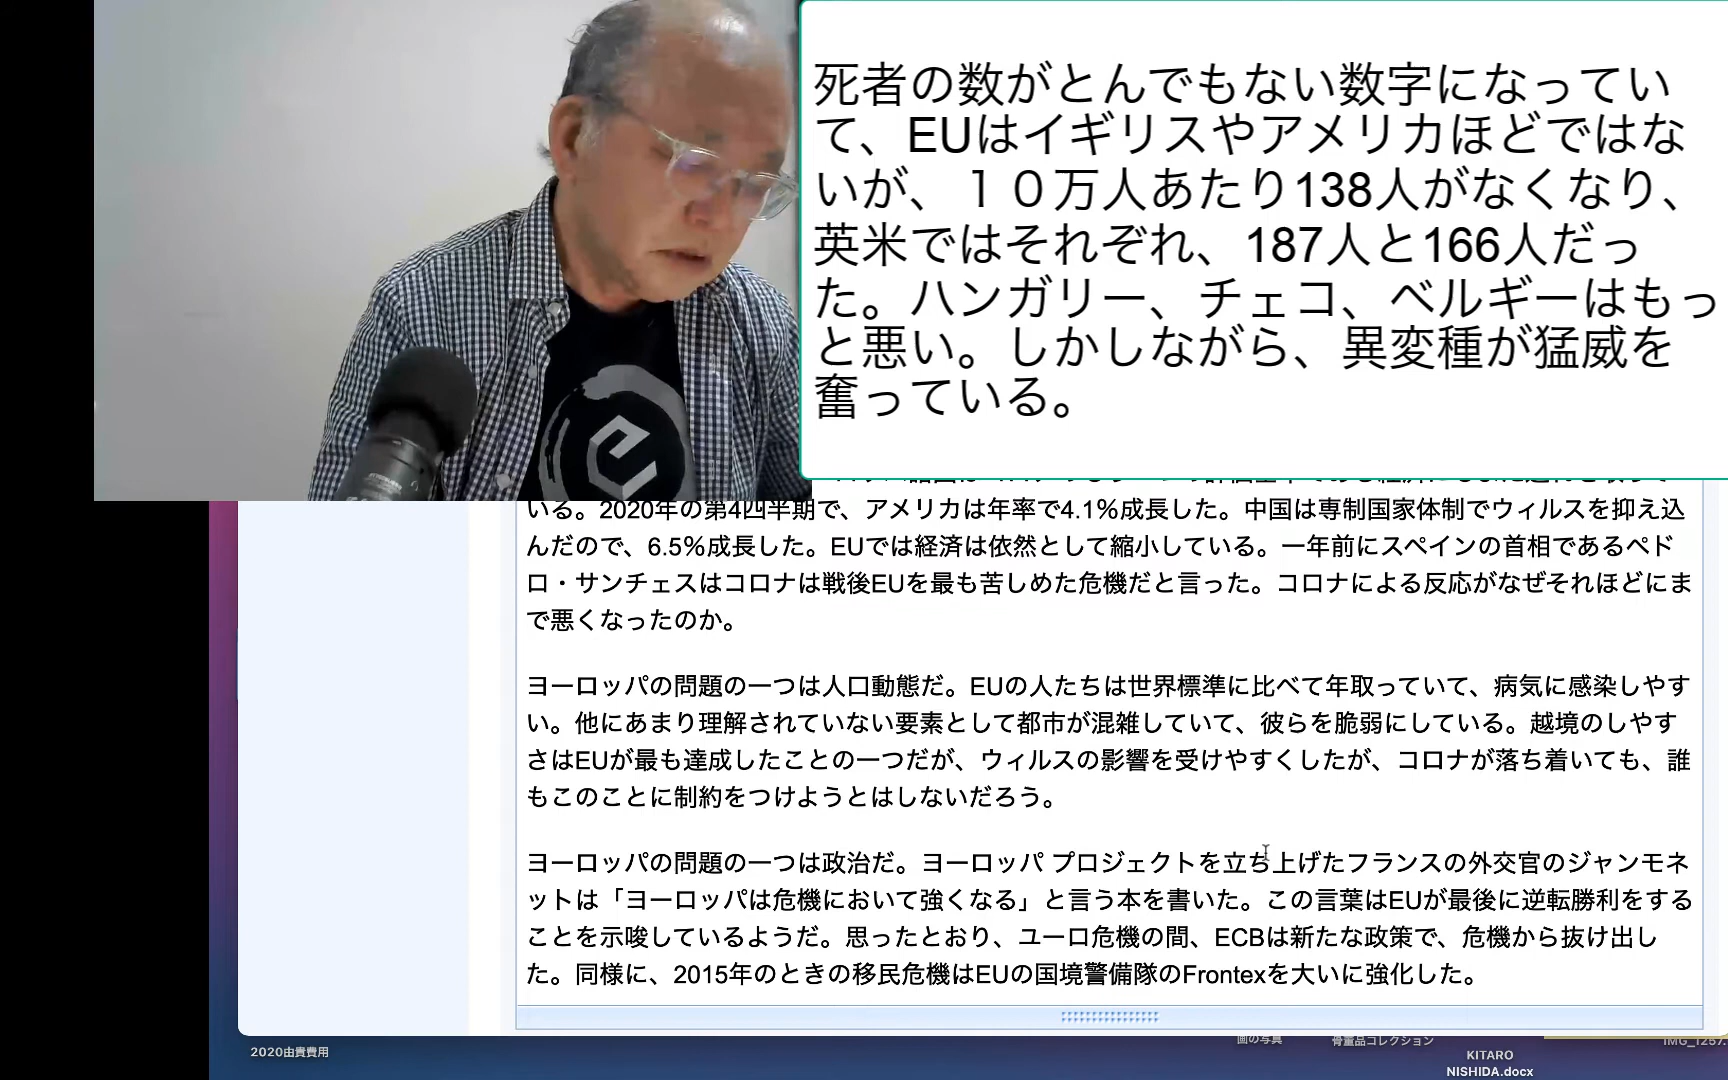 死者の数がとんでもない数字になってい
て、EUはイギリスやアメリカほどではな
いが、１０万人あたり138人がなくなり、
英米ではそれぞれ、187人と166人だっ
た。ハンガリー、チェコ、ベルギーはもっ
と悪い。しかしながら、異変種が猛威を
奮っている。
いる。2020年の第4四半期で、アメリカは年率で4.1%成長した。中国は専制国家体制でウィルスを抑え込
んだので、6.5%成長した。EUでは経済は依然として縮小している。一年前にスペインの首相であるペド
ロ・サンチェスはコロナは戦後EUを最も苦しめた危機だと言った。コロナによる反応がなぜそれほどにま
で悪くなったのか。
ヨーロッパの問題の一つは人口動態だ。EUの人たちは世界標準に比べて年取っていて、病気に感染しやす
い。他にあまり理解されていない要素として都市が混雑していて、彼らを脆弱にしている。越境のしやす
さはEUが最も達成したことの一つだが、ウィルスの影響を受けやすくしたが、コロナが落ち着いても、誰
もこのことに制約をつけようとはしないだろう。
ヨーロッパの問題の一つは政治だ。ヨーロッパ プロジェクトを立ち上げたフランスの外交官のジャンモネ
ットは「ヨーロッパは危機において強くなる」と言う本を書いた。この言葉はEUが最後に逆転勝利をする
ことを示唆しているようだ。思ったとおり、ユーロ危機の間、ECBは新たな政策で、危機から抜け出し
た。同様に、2015年のときの移民危機はEUの国境警備隊のFrontexを大いに強化した。
2020由貴費用
画の写真
骨董品コレクション
IMG_1257.
KITARO
NISHIDA.docx